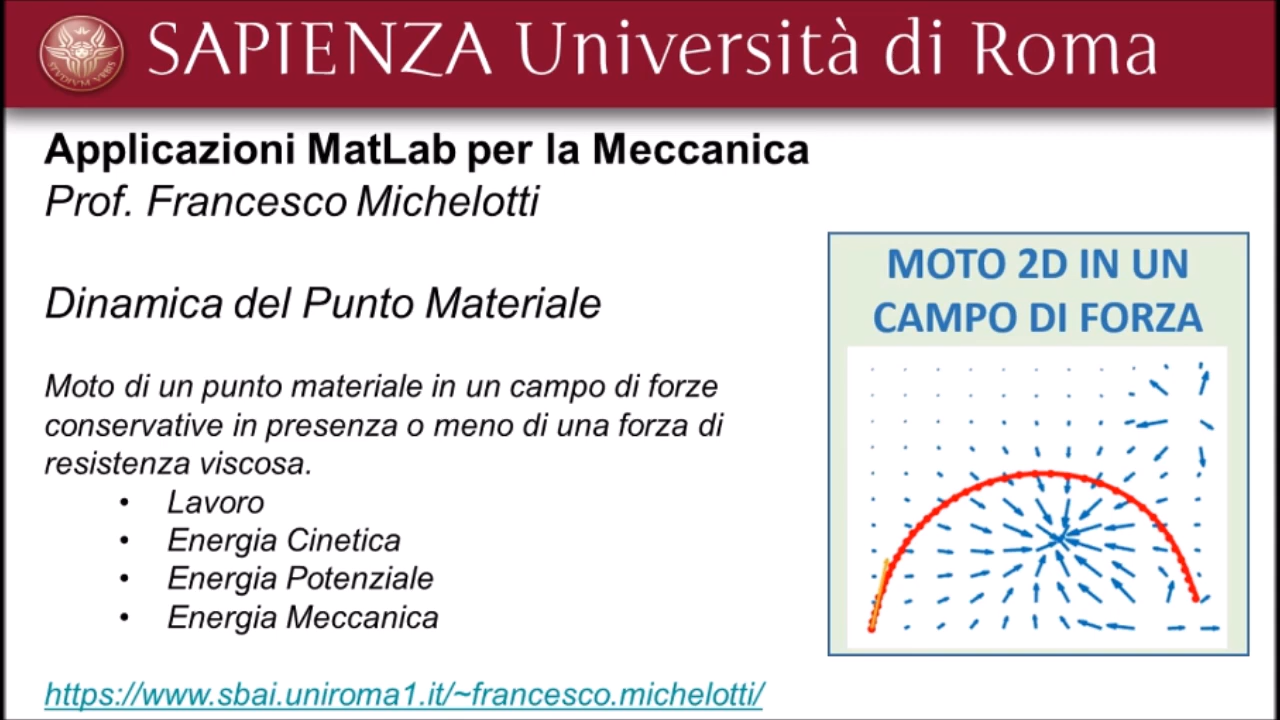 SAPIENZA Università di Roma
Applicazioni MatLab per la Meccanica
Prof. Francesco Michelotti
Dinamica del Punto Materiale
Moto di un punto materiale in un campo di forze
conservative in presenza o meno di una forza di
resistenza viscosa.
• Lavoro
• Energia Cinetica
• Energia Potenziale
• Energia Meccanica
https://www.sbai.uniroma1.it/~francesco.michelotti/
MOTO 2D IN UN
CAMPO DI FORZA